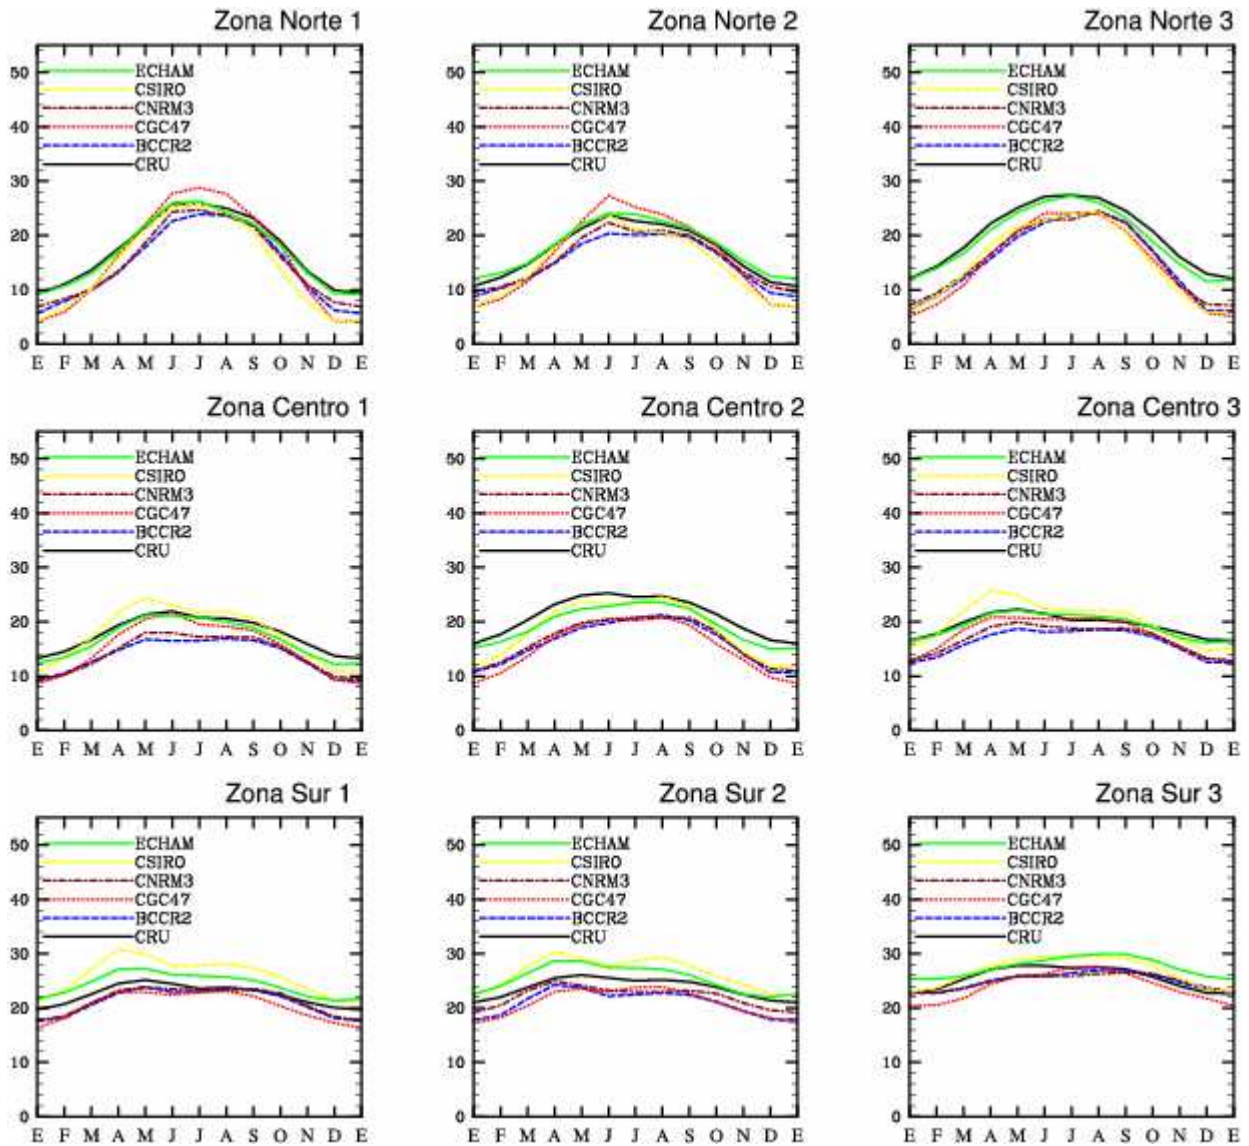 Zona Norte 1
50
40
30
20
10
0
ECHAM
CSIRO
CNRM3
CGC47
BCCR2
CRU
E F M A M J J A S O N D E
Zona Norte 2
50
40
30
20
10
0
ECHAM
CSIRO
CNRM3
CGC47
BCCR2
CRU
E F M A M J J A S O N D E
Zona Norte 3
50
40
30
20
10
0
ECHAM
CSIRO
CNRM3
CGC47
BCCR2
CRU
E F M A M J J A S O N D E
Zona Centro 1
50
40
30
20
10
0
ECHAM
CSIRO
CNRM3
CGC47
BCCR2
CRU
E F M A M J J A S O N D E
Zona Centro 2
50
40
30
20
10
0
ECHAM
CSIRO
CNRM3
CGC47
BCCR2
CRU
E F M A M J J A S O N D E
Zona Centro 3
50
40
30
20
10
0
ECHAM
CSIRO
CNRM3
CGC47
BCCR2
CRU
E F M A M J J A S O N D E
Zona Sur 1
50
40
30
20
10
0
ECHAM
CSIRO
CNRM3
CGC47
BCCR2
CRU
E F M A M J J A S O N D E
Zona Sur 2
50
40
30
20
10
0
ECHAM
CSIRO
CNRM3
CGC47
BCCR2
CRU
E F M A M J J A S O N D E
Zona Sur 3
50
40
30
20
10
0
ECHAM
CSIRO
CNRM3
CGC47
BCCR2
CRU
E F M A M J J A S O N D E